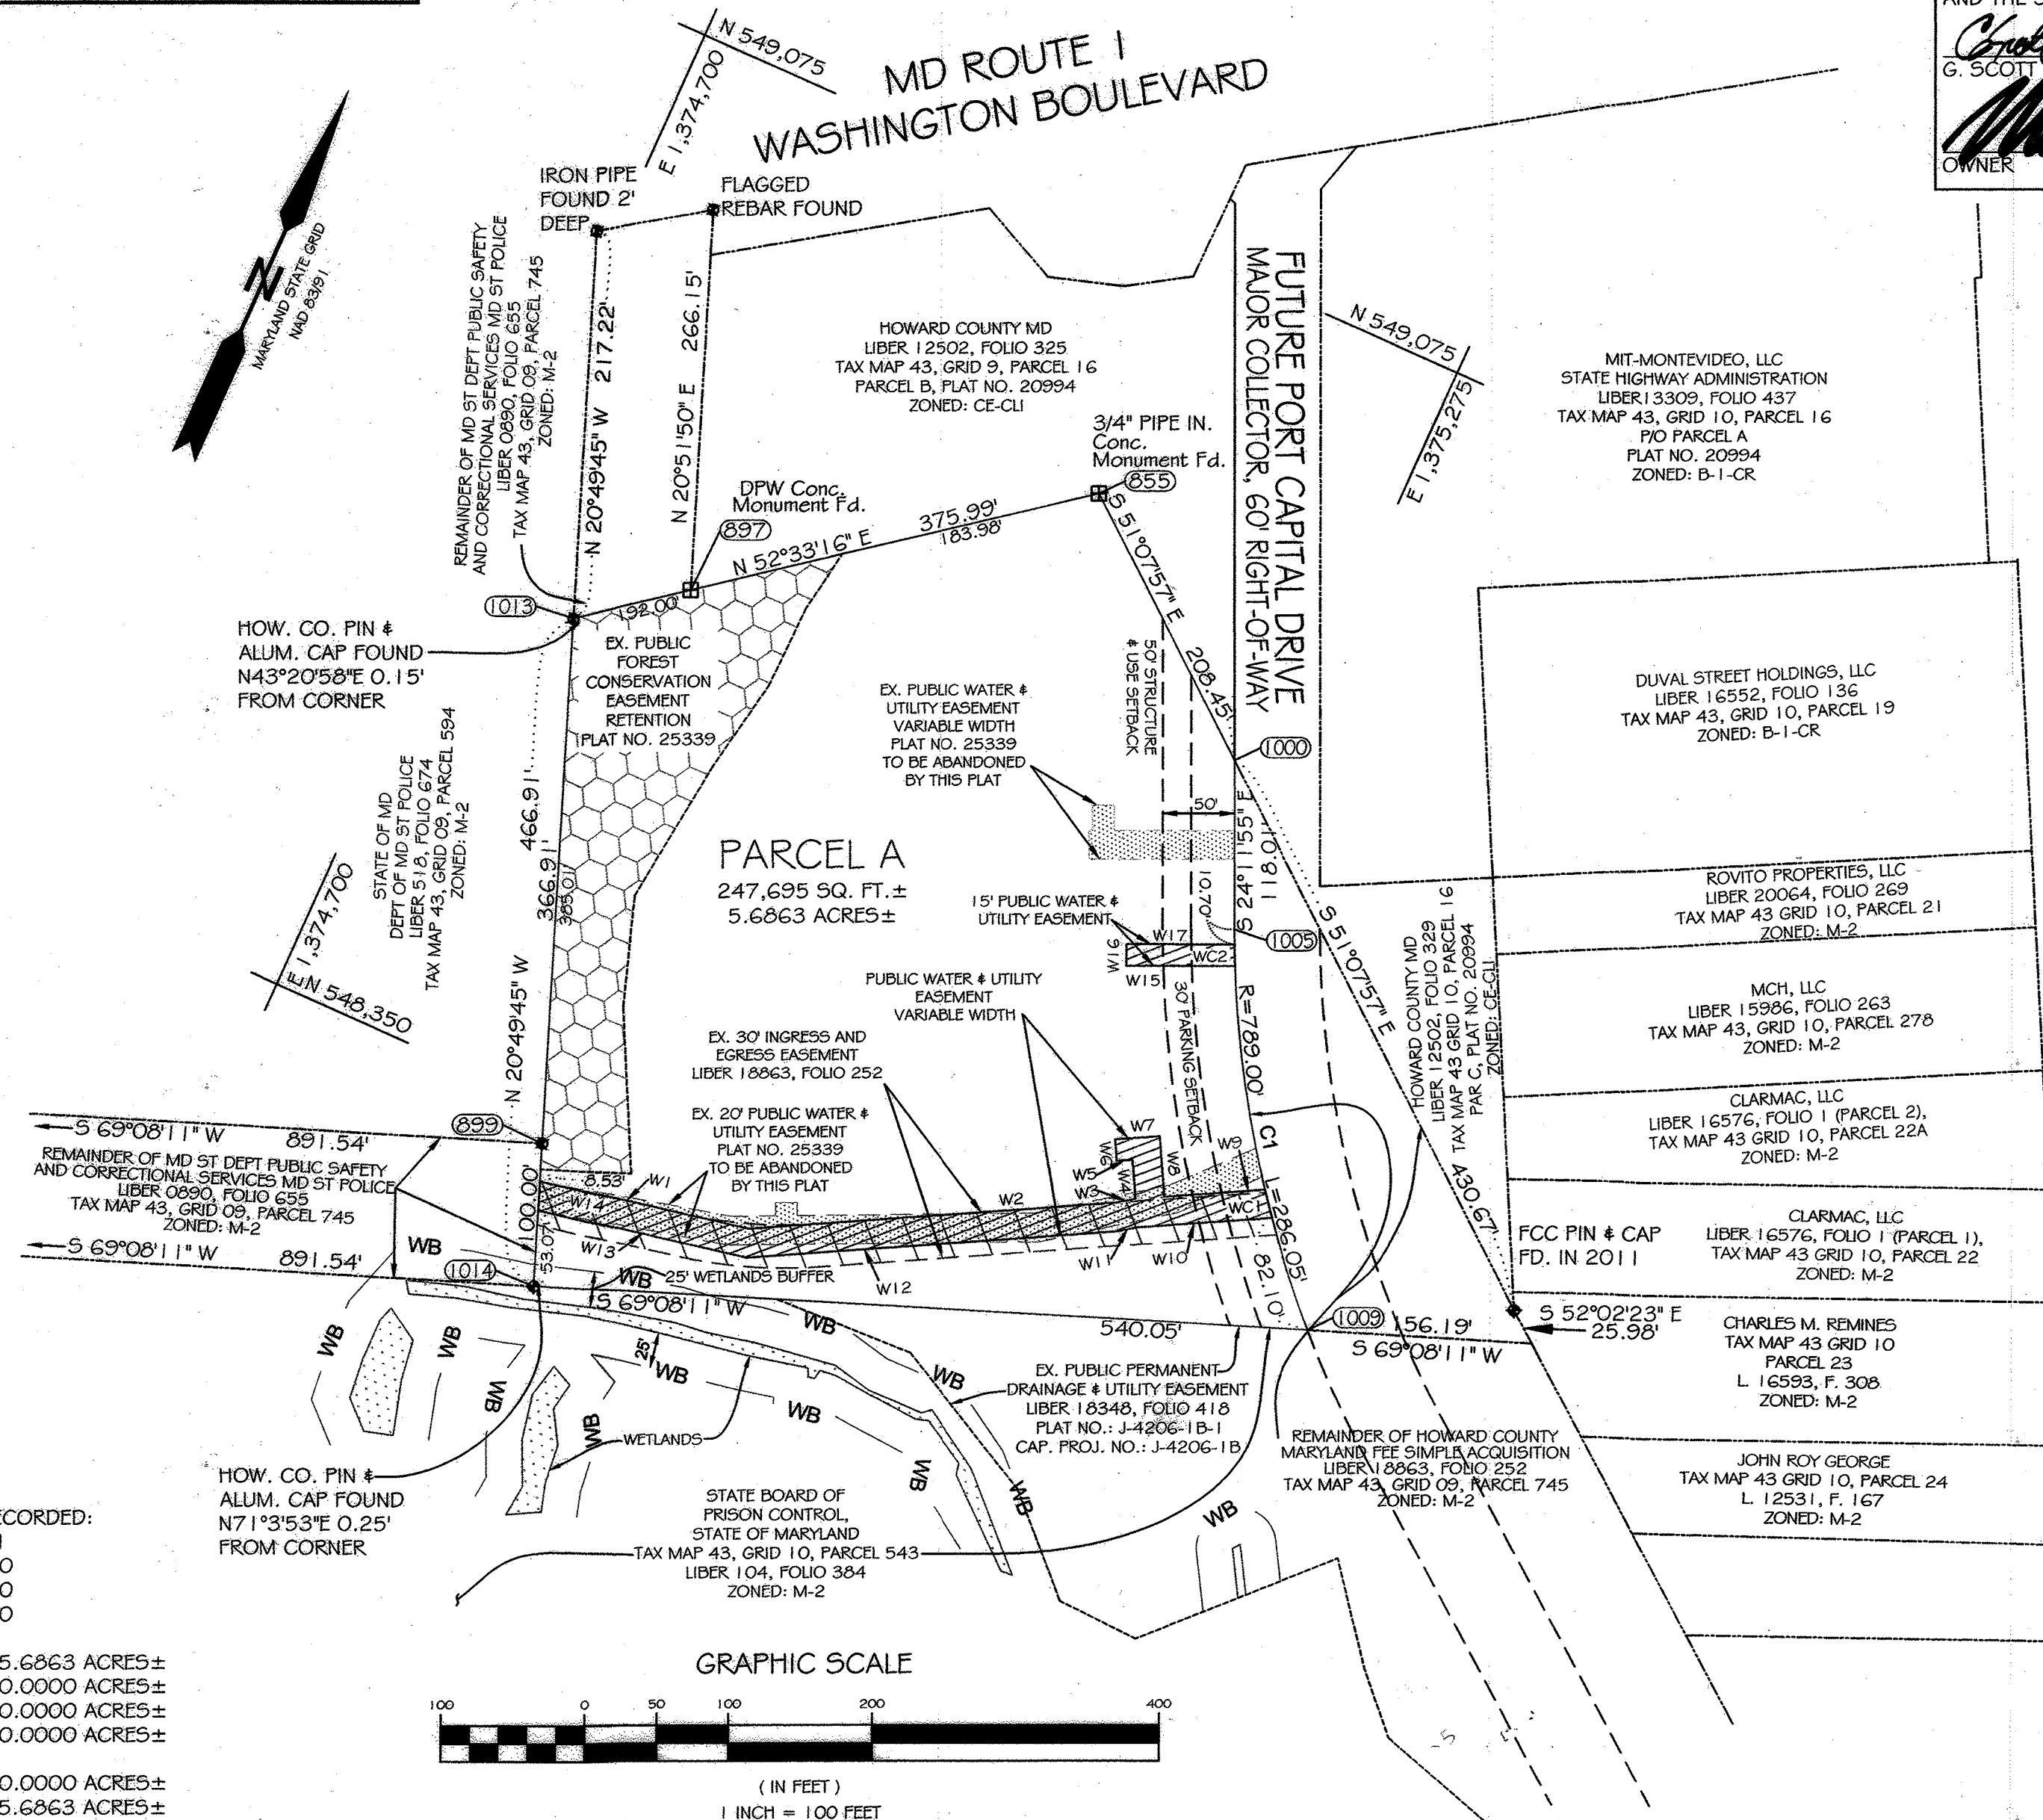 AND THE S
G. SCOTT
OWNER
N 549,075
E 1,374,700
MD ROUTE 1
WASHINGTON BOULEVARD
N
MARYLAND STATE GRID
NAD 83/91
IRON PIPE
FOUND 2'
DEEP
FLAGGED
REBAR FOUND
REMAINDER OF MD ST DEPT PUBLIC SAFETY
AND CORRECTIONAL SERVICES MD ST POLICE
LIBER 0890, FOLIO 655
TAX MAP 43, GRID 09, PARCEL 745
ZONED: M-2
N 20°49'45" W 217.22'
N 20°51'50" E 266.15'
HOWARD COUNTY MD
LIBER 12502, FOLIO 325
TAX MAP 43, GRID 9, PARCEL 16
PARCEL B, PLAT NO. 20994
ZONED: CE-CLI
FUTURE PORT CAPITAL DRIVE
MAJOR COLLECTOR, 60' RIGHT-OF-WAY
N 549,075
E 1,375,275
MIT-MONTEVIDEO, LLC
STATE HIGHWAY ADMINISTRATION
LIBER13309, FOLIO 437
TAX MAP 43, GRID 10, PARCEL 16
P/O PARCEL A
PLAT NO. 20994
ZONED: B-1-CR
3/4" PIPE IN.
Conc.
Monument Fd.
855
DPW Conc.
Monument Fd.
897
N 52°33'16" E
375.99'
183.98'
192.00'
1013
HOW. CO. PIN &
ALUM. CAP FOUND
N43°20'58"E 0.15'
FROM CORNER
EX. PUBLIC
FOREST
CONSERVATION
EASEMENT
RETENTION
PLAT NO. 25339
S 51°07'57" E
208.45'
50' STRUCTURE
& USE SETBACK
EX. PUBLIC WATER &
UTILITY EASEMENT
VARIABLE WIDTH
PLAT NO. 25339
TO BE ABANDONED
BY THIS PLAT
1000
DUVAL STREET HOLDINGS, LLC
LIBER 16552, FOLIO 136
TAX MAP 43, GRID 10, PARCEL 19
ZONED: B-1-CR
STATE OF MD
DEPT OF MD ST POLICE
LIBER 518, FOLIO 674
TAX MAP 43, GRID 09, PARCEL 594
ZONED: M-2
466.91'
366.91'
385.01'
N 20°49'45" W
PARCEL A
247,695 SQ. FT.±
5.6863 ACRES±
50'
S 24°11'55" E
118.01'
10.70'
15' PUBLIC WATER &
UTILITY EASEMENT
W17
W16
W15
WC2
1005
ROVITO PROPERTIES, LLC
LIBER 20064, FOLIO 269
TAX MAP 43 GRID 10, PARCEL 21
ZONED: M-2
E 1,374,700
N 548,350
PUBLIC WATER & UTILITY
EASEMENT
VARIABLE WIDTH
30' PARKING SETBACK
R=789.00'
S 51°07'57" E
430.67'
HOWARD COUNTY MD
LIBER 12502, FOLIO 329
TAX MAP 43 GRID 10, PARCEL 16
PAR C, PLAT NO. 20994
ZONED: CE-CLI
MCH, LLC
LIBER 15986, FOLIO 263
TAX MAP 43, GRID 10, PARCEL 278
ZONED: M-2
EX. 30' INGRESS AND
EGRESS EASEMENT
LIBER 18863, FOLIO 252
EX. 20' PUBLIC WATER &
UTILITY EASEMENT
PLAT NO. 25339
TO BE ABANDONED
BY THIS PLAT
CLARMAC, LLC
LIBER 16576, FOLIO 1 (PARCEL 2),
TAX MAP 43 GRID 10, PARCEL 22A
ZONED: M-2
899
S 69°08'11" W 891.54'
REMAINDER OF MD ST DEPT PUBLIC SAFETY
AND CORRECTIONAL SERVICES MD ST POLICE
LIBER 0890, FOLIO 655
TAX MAP 43, GRID 09, PARCEL 745
ZONED: M-2
S 69°08'11" W 891.54'
100.00'
53.07'
8.53'
W1
W14
W13
W2
W7
W6
W5
W4
W3
W8
W9
C1
WC1
L=286.05'
82.10'
W12
W11
W10
1014
WB
WB
25' WETLANDS BUFFER
S 69°08'11" W
540.05'
1009
156.19'
S 69°08'11" W
FCC PIN & CAP
FD. IN 2011
S 52°02'23" E
25.98'
CLARMAC, LLC
LIBER 16576, FOLIO 1 (PARCEL 1),
TAX MAP 43 GRID 10, PARCEL 22
ZONED: M-2
CHARLES M. REMINES
TAX MAP 43 GRID 10
PARCEL 23
L. 16593, F. 308
ZONED: M-2
WB
WB
WB
WB
WB
WB
WB
WB
WB
WB
WB
25'
WETLANDS
EX. PUBLIC PERMANENT
DRAINAGE & UTILITY EASEMENT
LIBER 18348, FOLIO 418
PLAT NO.: J-4206-1B-1
CAP. PROJ. NO.: J-4206-1B
REMAINDER OF HOWARD COUNTY
MARYLAND FEE SIMPLE ACQUISITION
LIBER 18863, FOLIO 252
TAX MAP 43, GRID 09, PARCEL 745
ZONED: M-2
JOHN ROY GEORGE
TAX MAP 43 GRID 10, PARCEL 24
L. 12531, F. 167
ZONED: M-2
HOW. CO. PIN &
ALUM. CAP FOUND
N71°3'53"E 0.25'
FROM CORNER
STATE BOARD OF
PRISON CONTROL,
STATE OF MARYLAND
TAX MAP 43, GRID 10, PARCEL 543
LIBER 104, FOLIO 384
ZONED: M-2
ECORDED:
0
0
0
5.6863 ACRES±
0.0000 ACRES±
0.0000 ACRES±
0.0000 ACRES±
0.0000 ACRES±
5.6863 ACRES±
GRAPHIC SCALE
100 0 50 100 200 400
( IN FEET )
1 INCH = 100 FEET